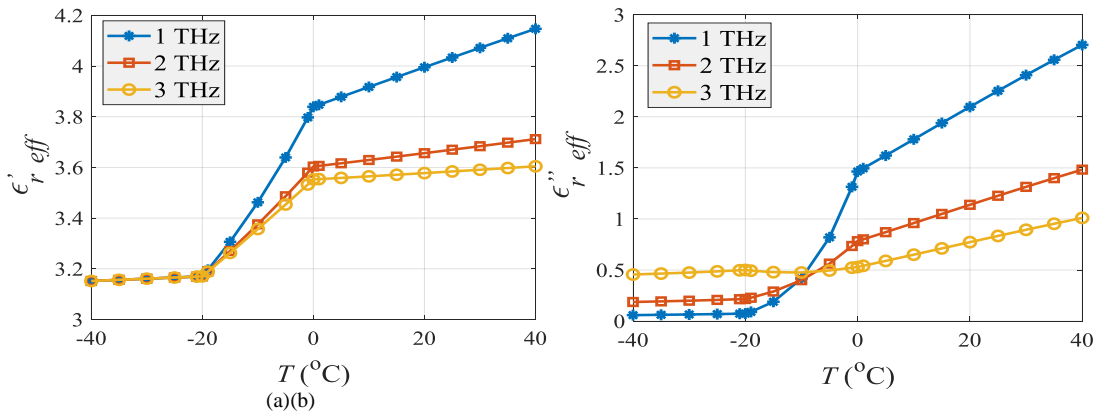 4.2
4
3.8
3.6
3.4
3.2
3
-40 -20 0 20 40
ϵ'r eff
T (°C)
1 THz
2 THz
3 THz
3
2.5
2
1.5
1
0.5
0
-40 -20 0 20 40
ϵ''r eff
T (°C)
1 THz
2 THz
3 THz
(a)(b)